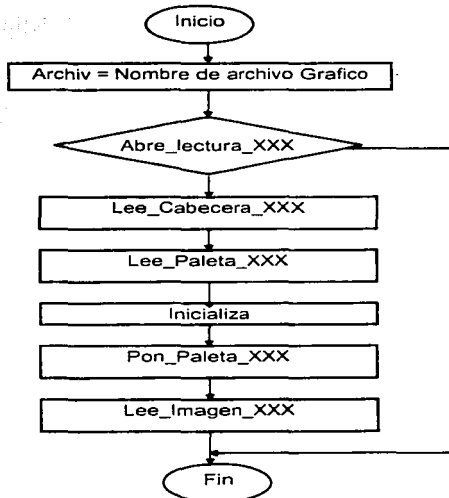 Inicio
Archiv = Nombre de archivo Grafico
Abre_lectura_XXX
Lee_Cabecera_XXX
Lee_Paleta_XXX
Inicializa
Pon_Paleta_XXX
Lee_Imagen_XXX
Fin